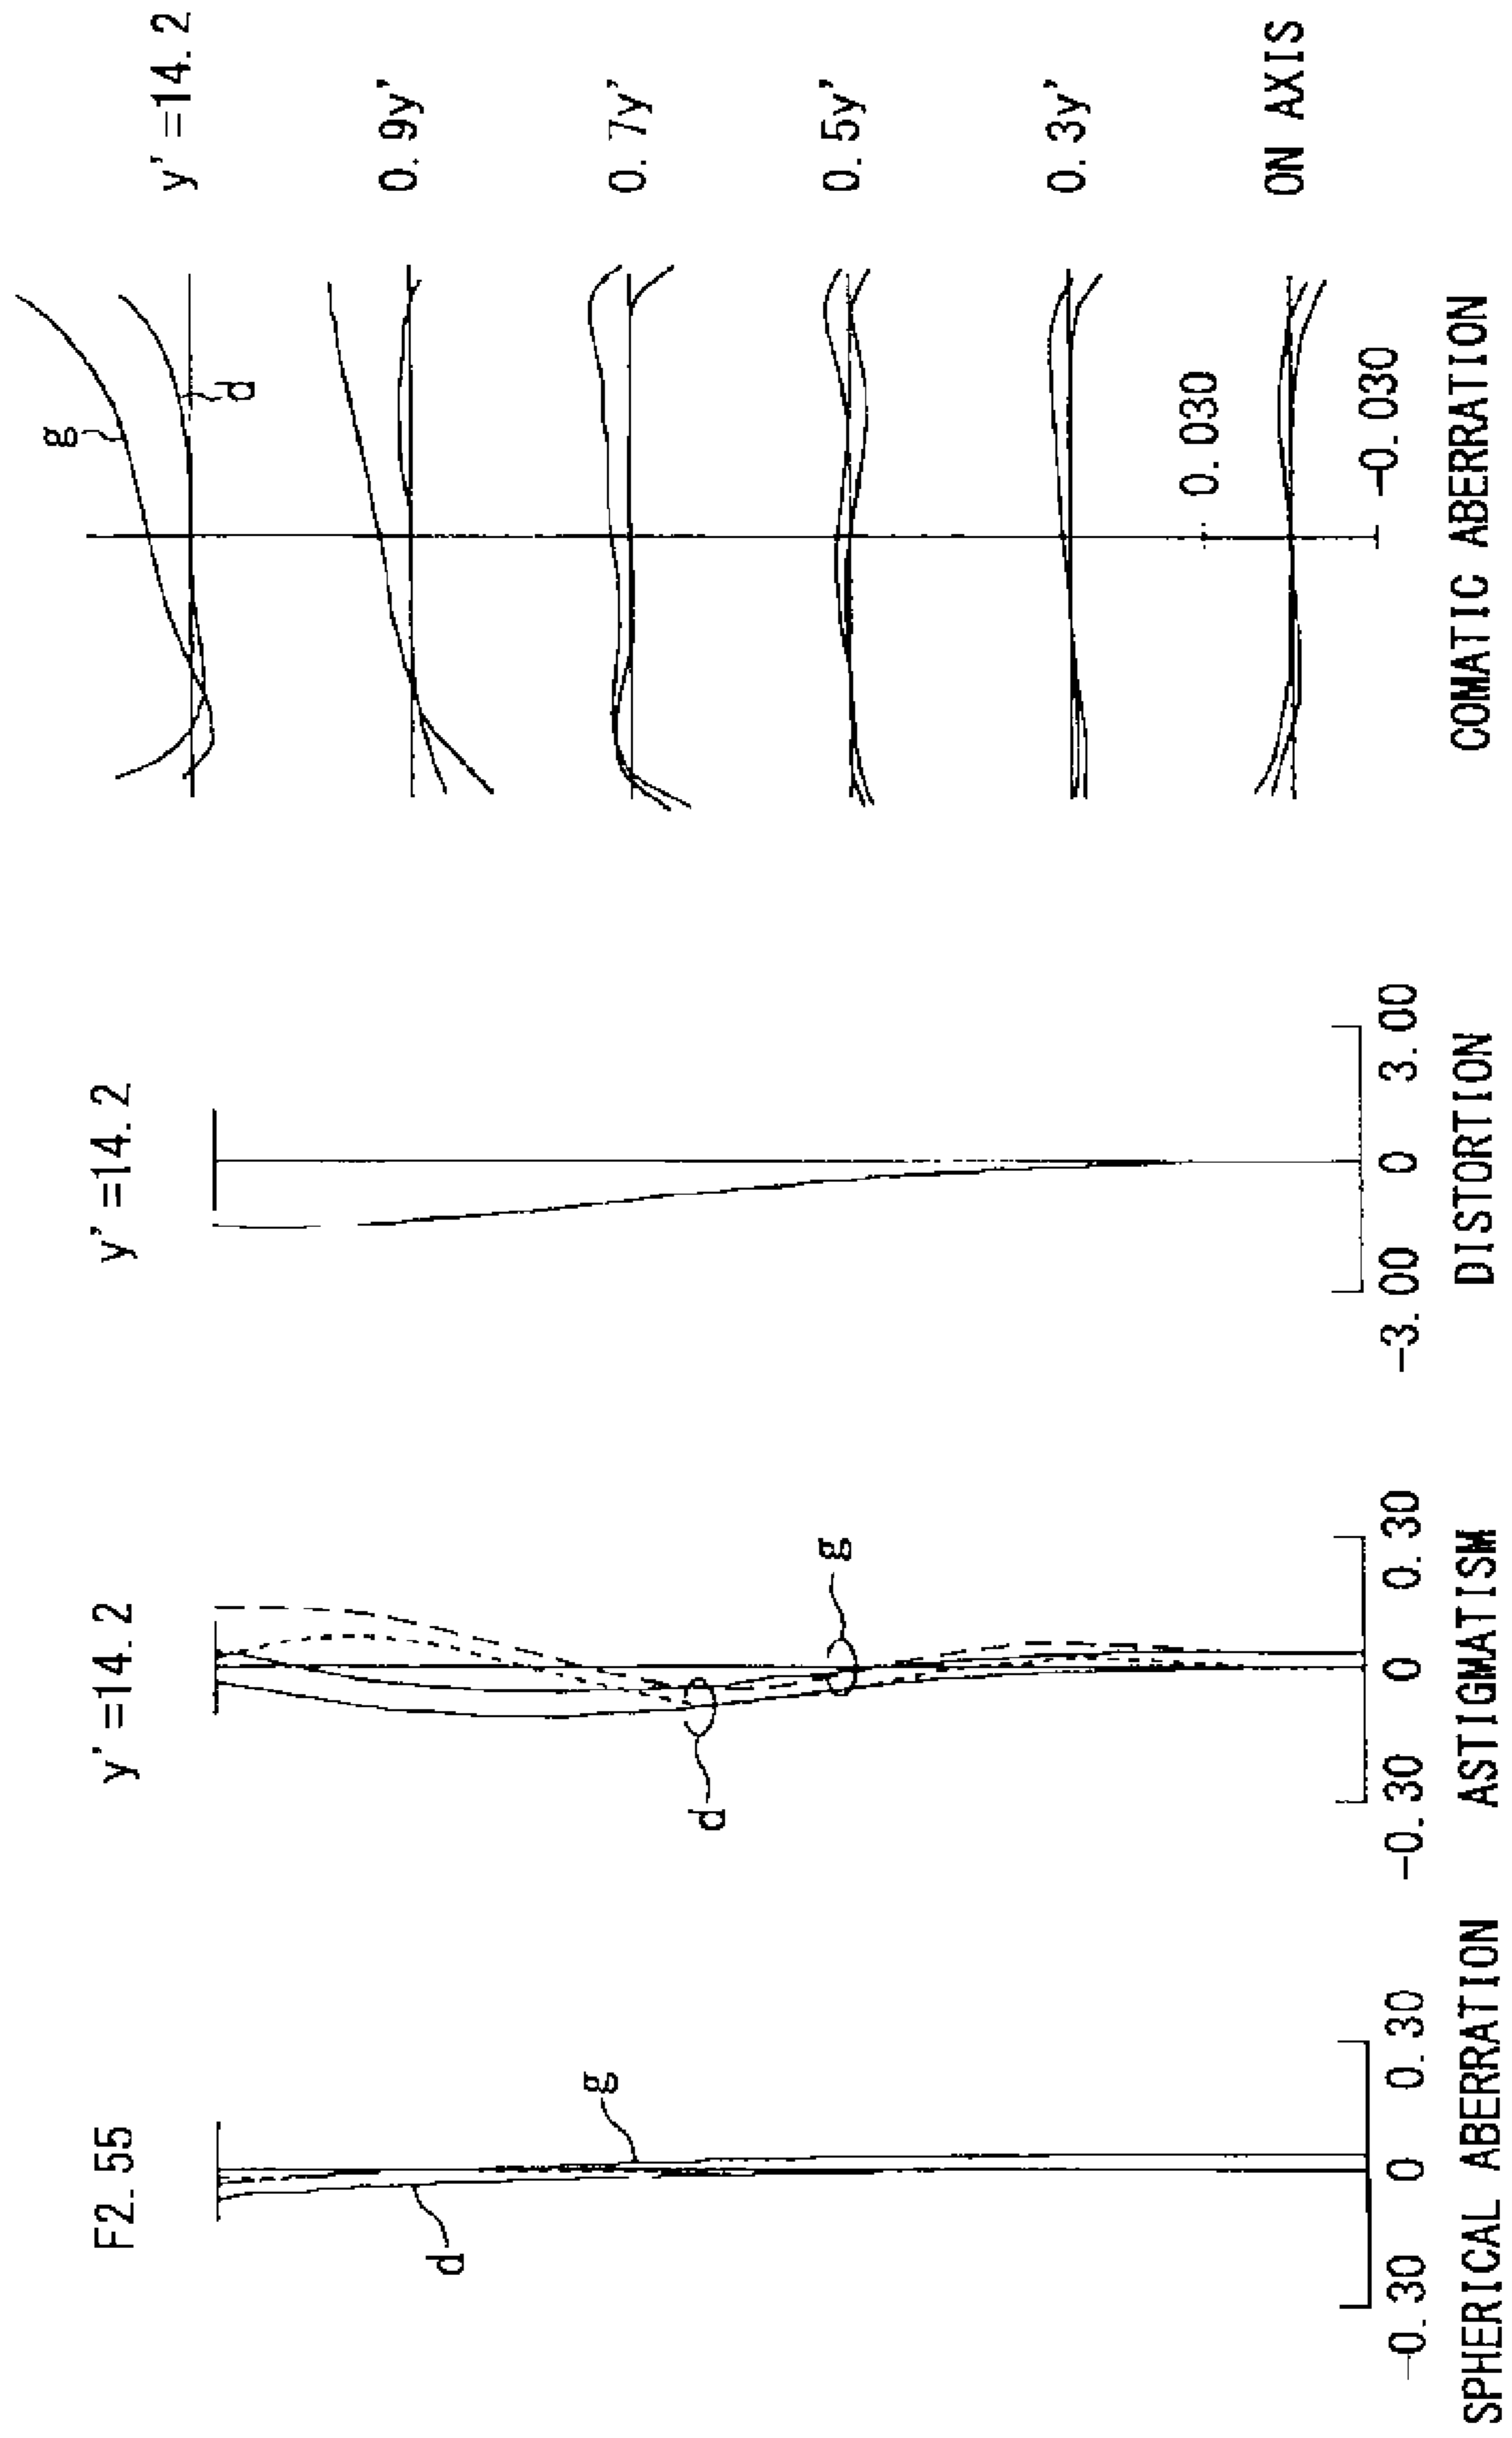 F2. 55
g
d
-0. 30
0
0. 30
SPHERICAL ABERRATION
y' =14. 2
g
d
-0. 30
0
0. 30
ASTIGMATISM
y' =14. 2
-3. 00
0
3. 00
DISTORTION
g
d
y' =14. 2
0. 9y'
0. 7y'
0. 5y'
0. 3y'
0. 030
ON AXIS
-0. 030
COMATIC ABERRATION